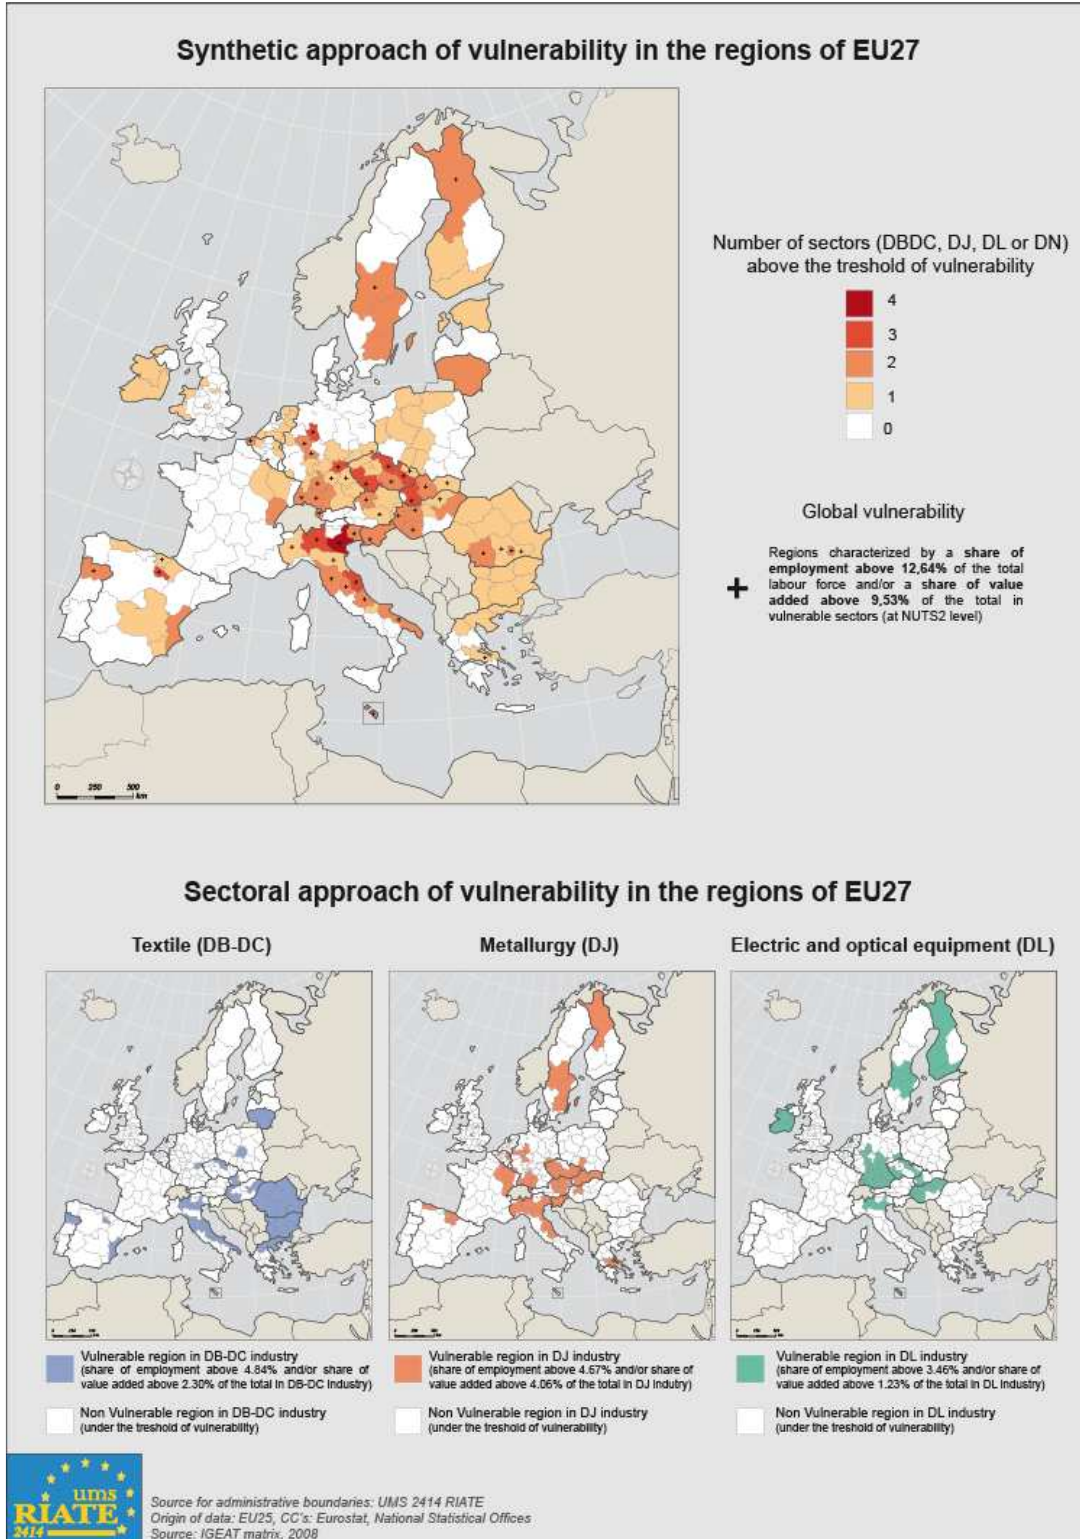 Synthetic approach of vulnerability in the regions of EU27
Number of sectors (DBDC, DJ, DL or DN)
above the treshold of vulnerability
4
3
2
1
0
Global vulnerability
+
Regions characterized by a share of
employment above 12,64% of the total
labour force and/or a share of value
added above 9,53% of the total in
vulnerable sectors (at NUTS2 level)
0 250 500
km
Sectoral approach of vulnerability in the regions of EU27
Textile (DB-DC)
Metallurgy (DJ)
Electric and optical equipment (DL)
Vulnerable region in DB-DC industry
(share of employment above 4.84% and/or share of
value added above 2.30% of the total in DB-DC Industry)
Non Vulnerable region in DB-DC industry
(under the treshold of vulnerability)
Vulnerable region in DJ industry
(share of employment above 4.67% and/or share of
value added above 4.06% of the total in DJ Indutry)
Non Vulnerable region in DJ industry
(under the treshold of vulnerability)
Vulnerable region in DL industry
(share of employment above 3.46% and/or share of
value added above 1.23% of the total in DL Industry)
Non Vulnerable region in DL industry
(under the treshold of vulnerability)
ums
RIATE
2414
Source for administrative boundaries: UMS 2414 RIATE
Origin of data: EU25, CC's: Eurostat, National Statistical Offices
Source: IGEAT matrix, 2008